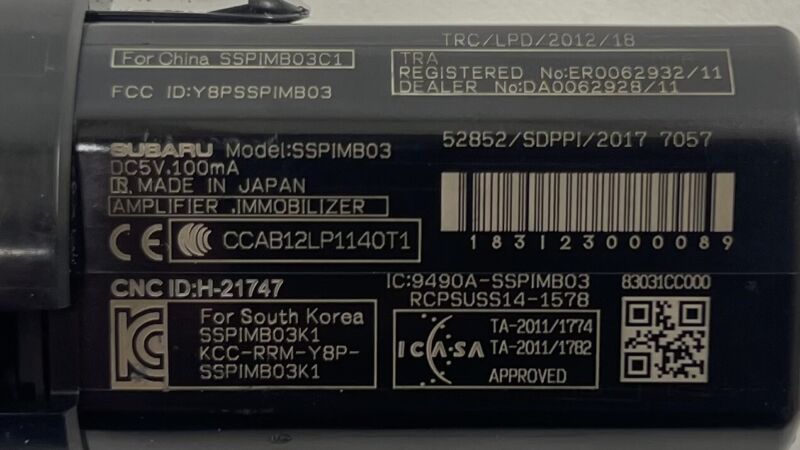 For China SSPIMB03C1
FCC ID:Y8PSSPIMB03
TRC/LPD/2012/18
TRA
REGISTERED No:ER0062932/11
DEALER No:DA0062928/11
SUBARU Model:SSPIMB03
DC5V,100mA
MADE IN JAPAN
AMPLIFIER ,IMMOBILIZER
52852/SDPPI/2017 7057
183123000089
CE CCC CCAB12LP1140T1
CNC ID:H-21747
IC:9490A-SSPIMB03
RCPSUSS14-1578
83031CC000
KC
For South Korea
SSPIMB03K1
KCC-RRM-Y8P-
SSPIMB03K1
ICASA
TA-2011/1774
TA-2011/1782
APPROVED